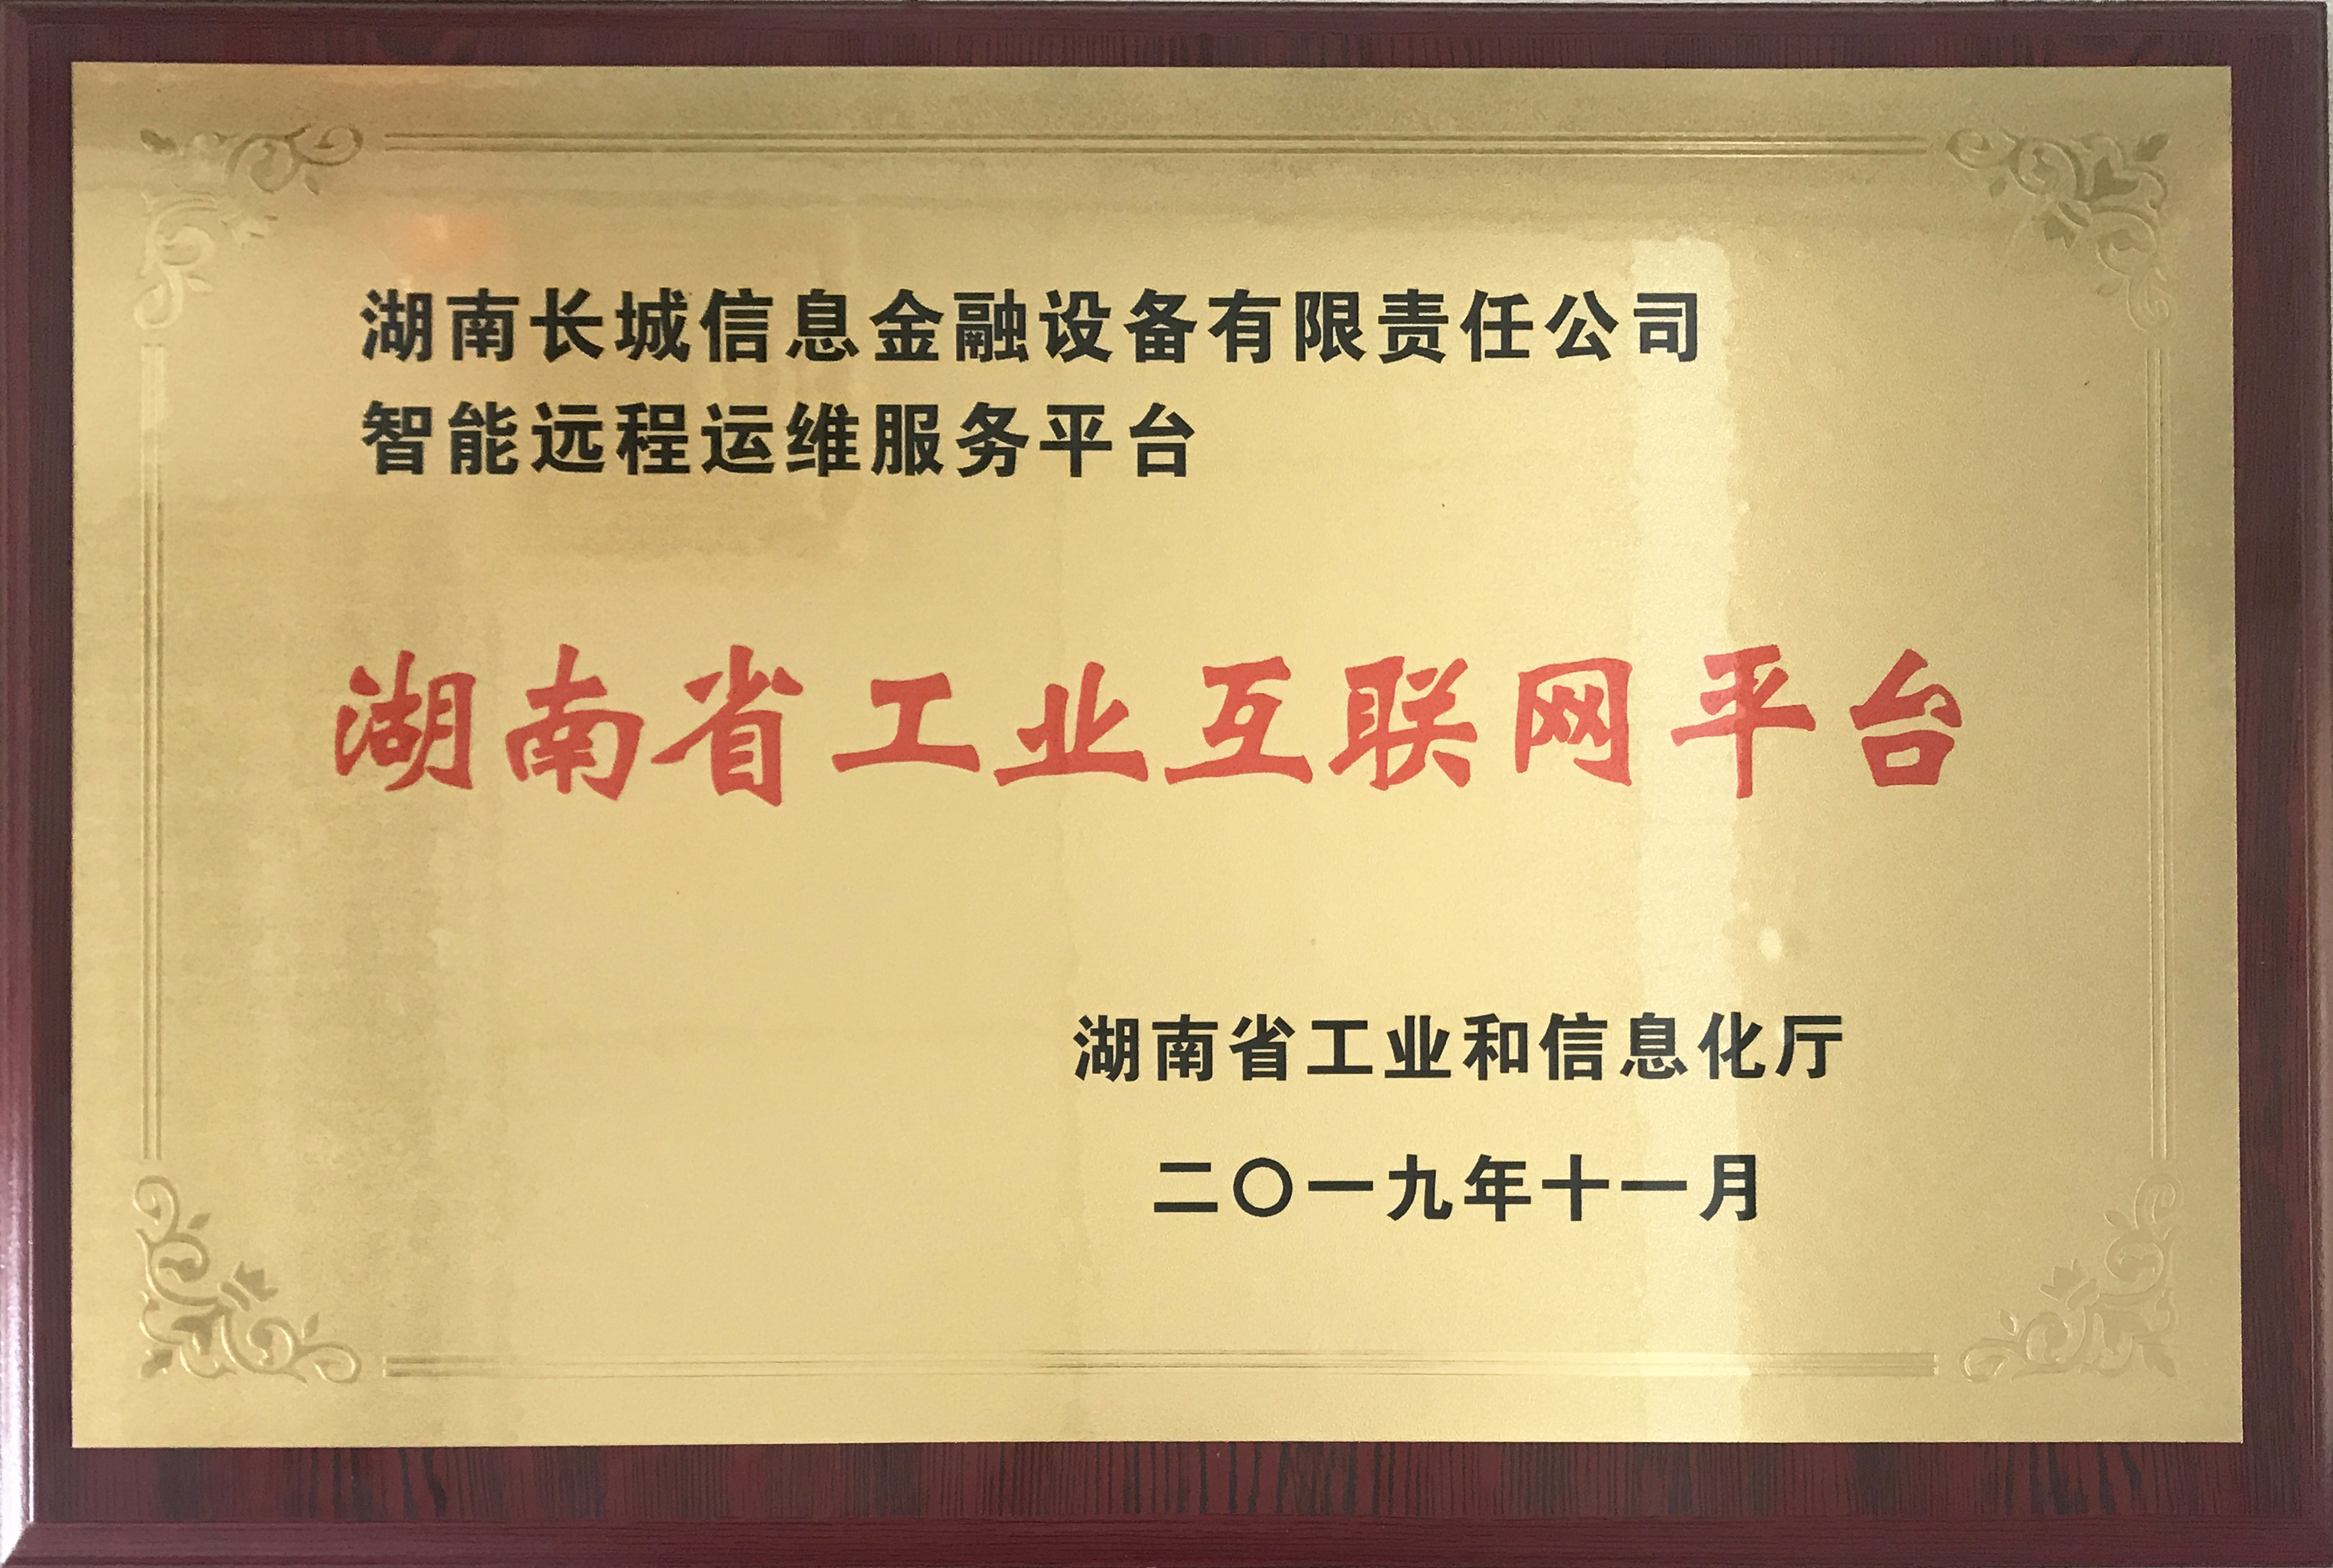 湖南长城信息金融设备有限责任公司
智能远程运维服务平台
湖南省工业互联网平台
湖南省工业和信息化厅
二〇一九年十一月